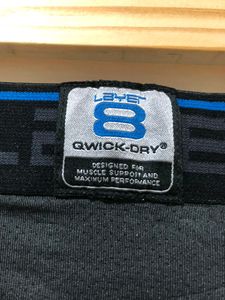 LAYER
8
QWICK-DRY®
DESIGNED FOR
MUSCLE SUPPORT AND
MAXIMUM PERFORMANCE